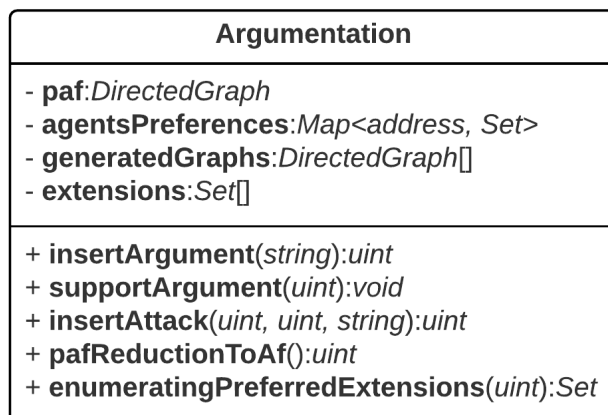 Argumentation
- paf:DirectedGraph
- agentsPreferences:Map<address, Set>
- generatedGraphs:DirectedGraph[]
- extensions:Set[]
+ insertArgument(string):uint
+ supportArgument(uint):void
+ insertAttack(uint, uint, string):uint
+ pafReductionToAf():uint
+ enumeratingPreferredExtensions(uint):Set